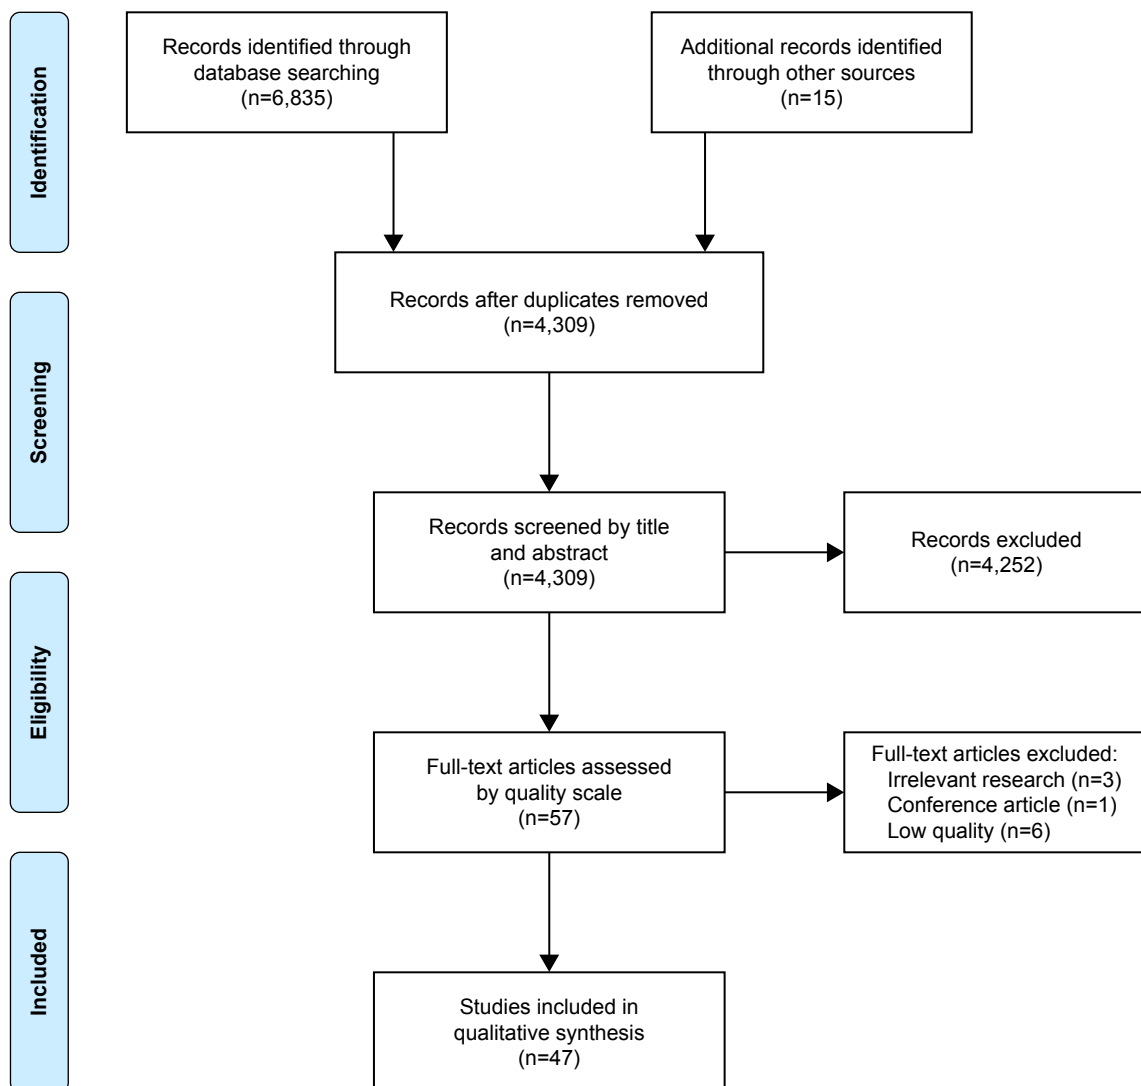 Identification
Records identified through
database searching
(n=6,835)
Additional records identified
through other sources
(n=15)
Records after duplicates removed
(n=4,309)
Screening
Records screened by title
and abstract
(n=4,309)
Records excluded
(n=4,252)
Eligibility
Full-text articles assessed
by quality scale
(n=57)
Full-text articles excluded:
Irrelevant research (n=3)
Conference article (n=1)
Low quality (n=6)
Included
Studies included in
qualitative synthesis
(n=47)